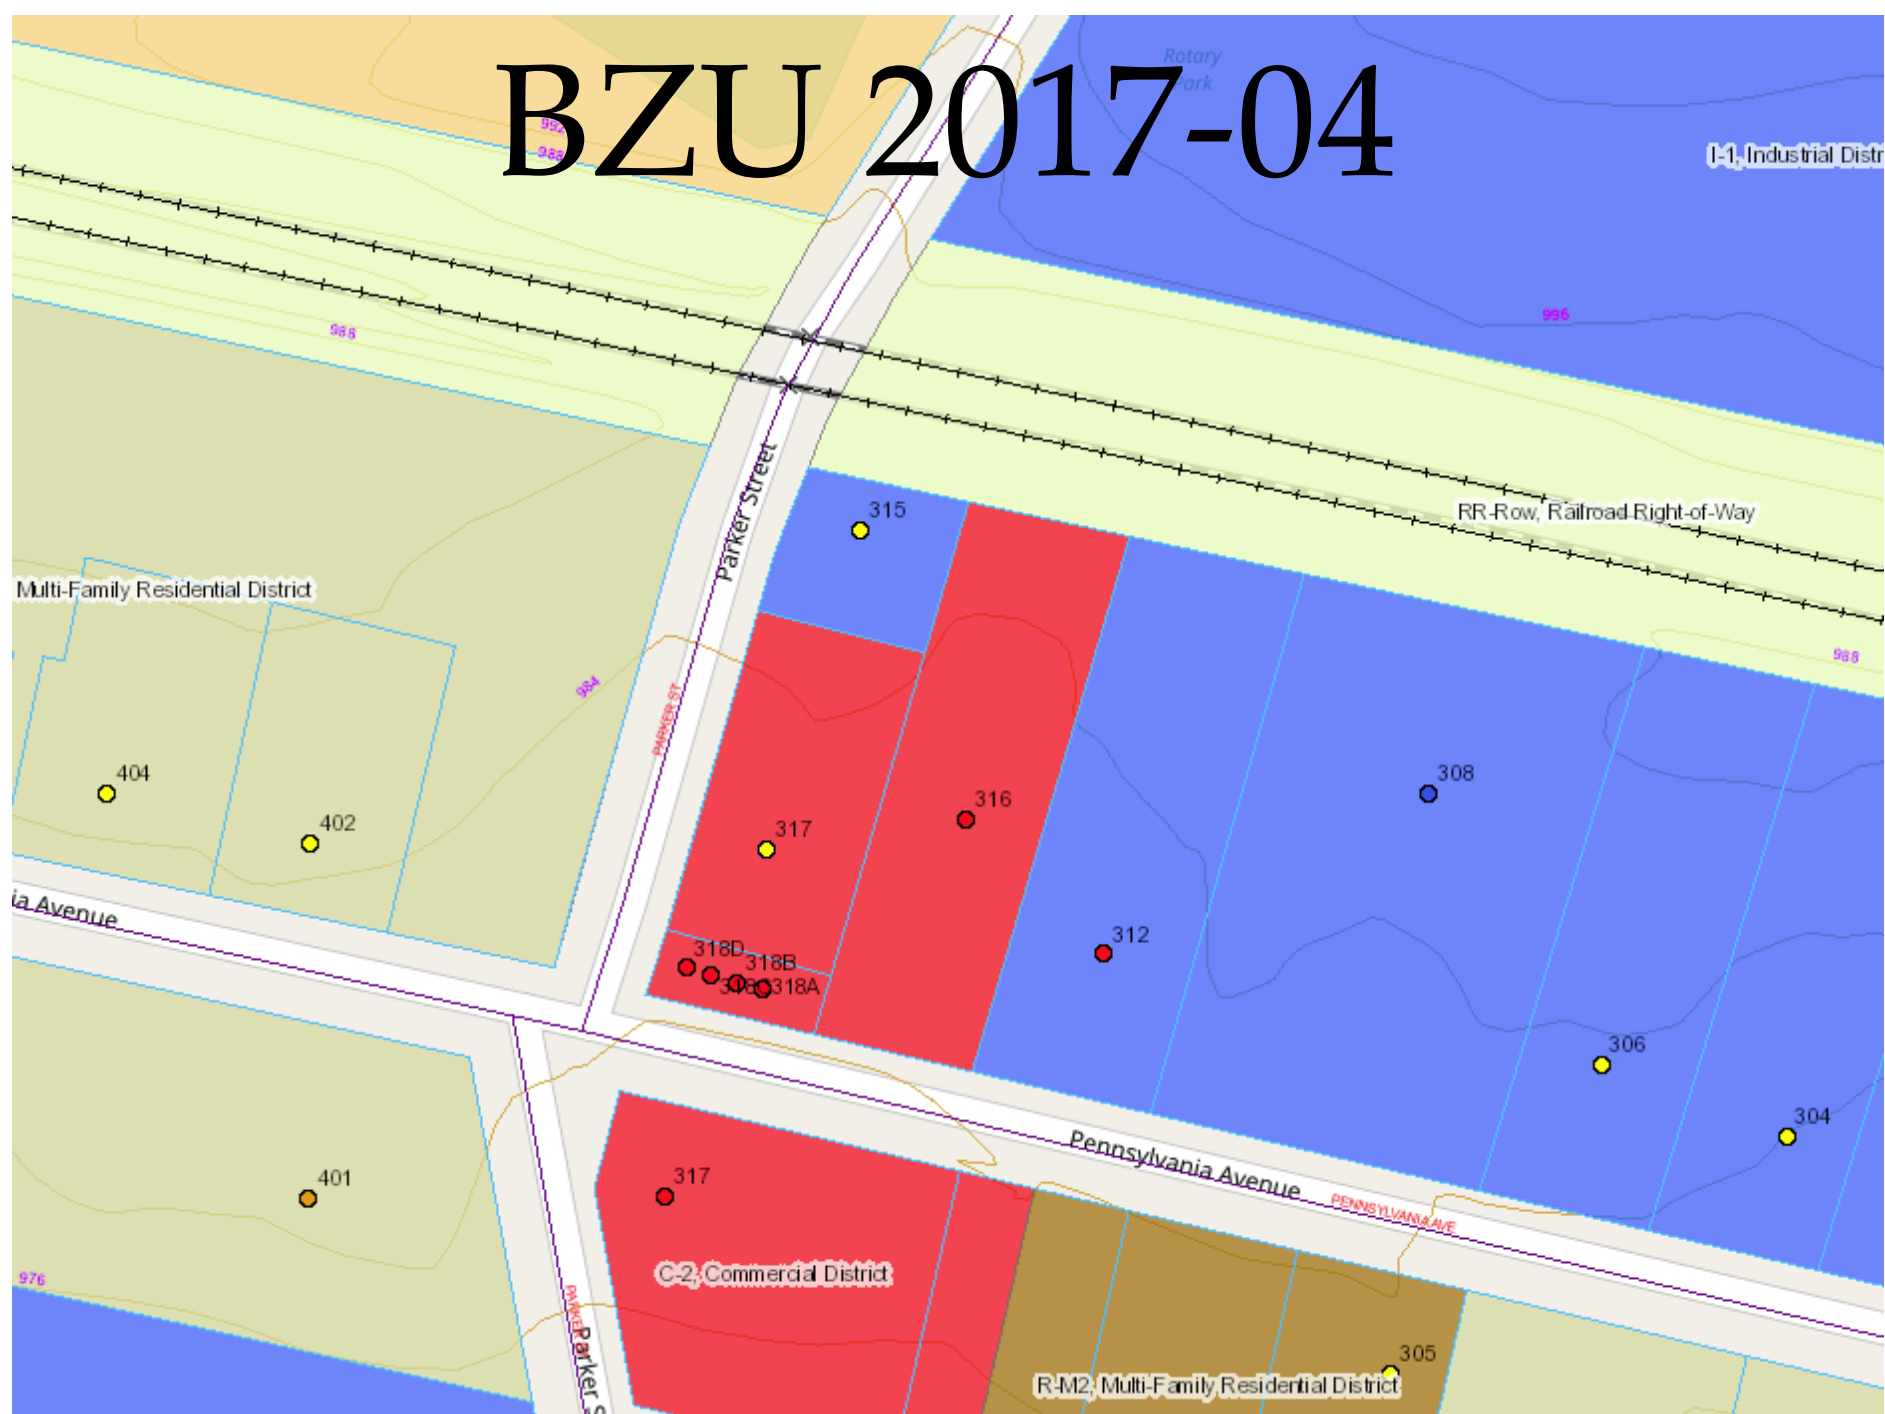 Rotary
Park
BZU 2017-04
992
988
I-1, Industrial Distr
996
988
Parker Street
315
RR-Row, Railroad Right-of-Way
Multi-Family Residential District
988
984
PARKER ST
404
402
308
316
317
ia Avenue
312
318D
318B
318A
306
304
Pennsylvania Avenue
PENNSYLVANIA AVE
401
317
C-2, Commercial District
976
PARKER
Parker S
305
R-M2, Multi-Family Residential District